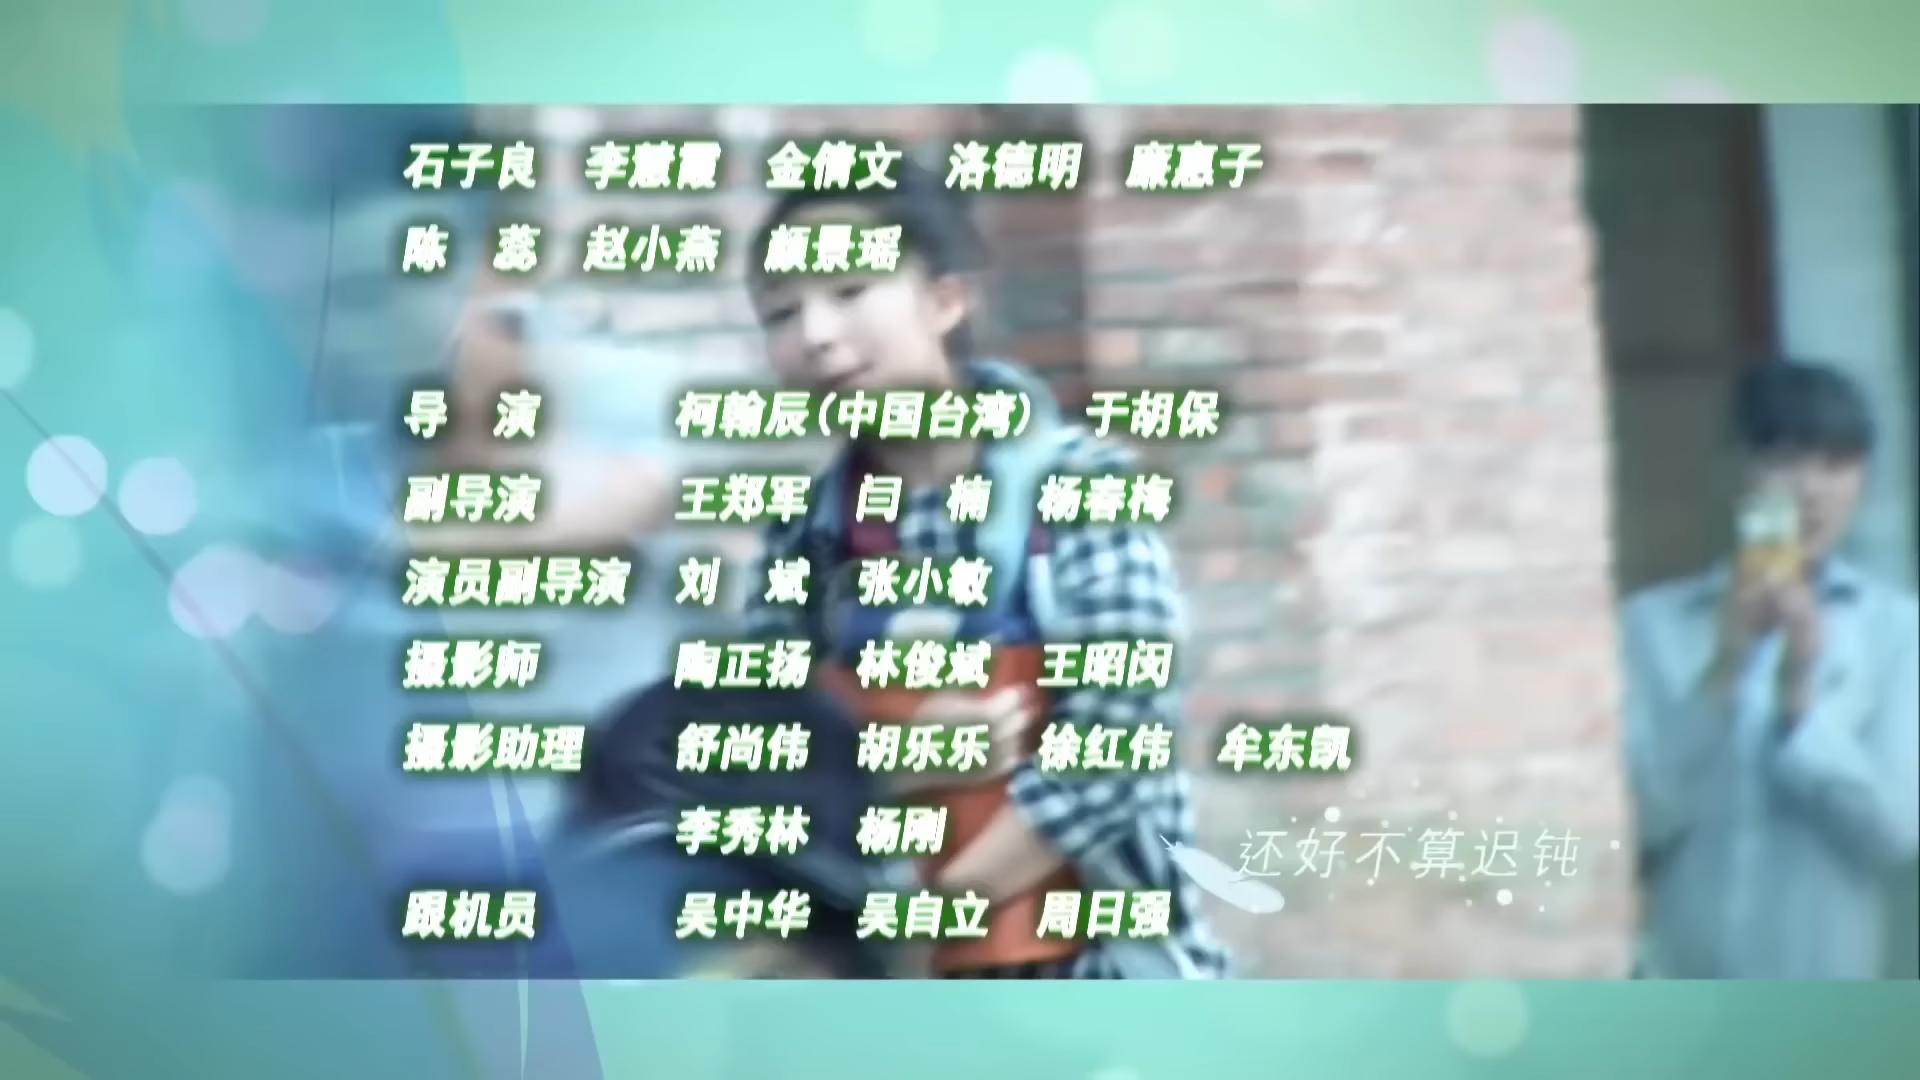 石子良 李慧霞 金倩文 洛德明 廉惠子
陈 蕊 赵小燕 颜景瑶
导 演 柯翰辰(中国台湾) 于胡保
副导演 王郑军 闫 楠 杨春梅
演员副导演 刘 斌 张小敏
摄影师 陶正扬 林俊斌 王昭闵
摄影助理 舒尚伟 胡乐乐 徐红伟 牟东凯
李秀林 杨刚
还好不算迟钝
跟机员 吴中华 吴自立 周日强